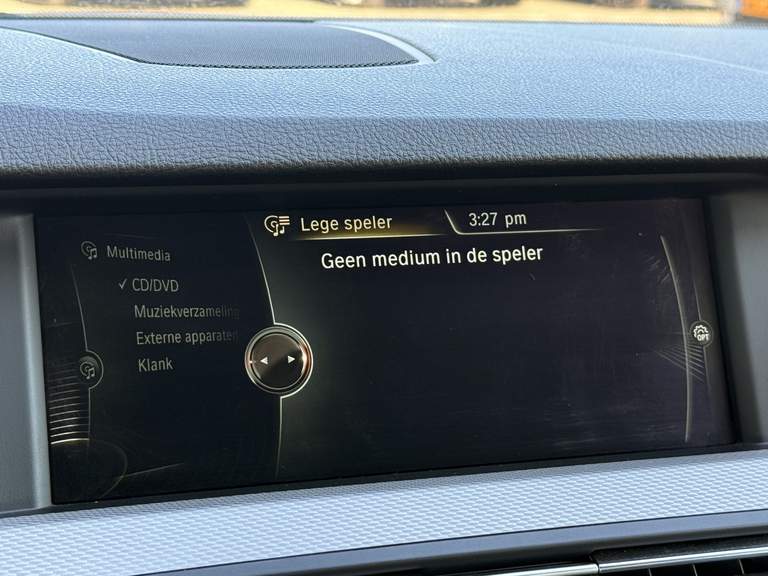 Lege speler
3:27 pm
Geen medium in de speler
Multimedia
✓ CD/DVD
Muziekverzameling
Externe apparaten
Klank
OPT